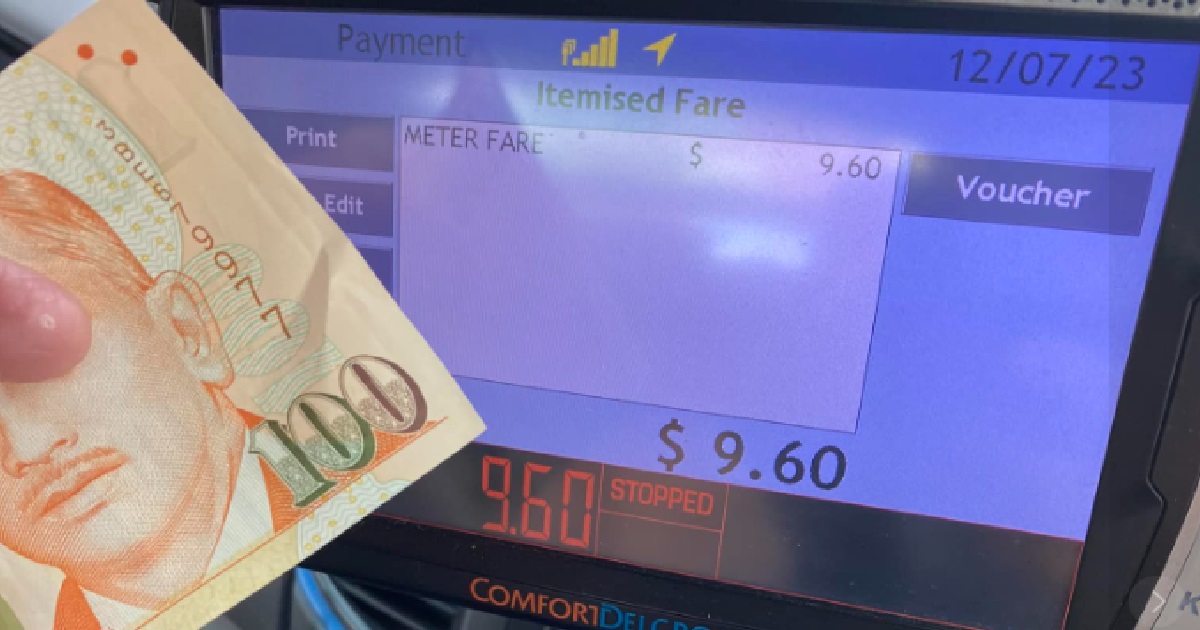 Payment
12/07/23
Itemised Fare
Print
METER FARE $ 9.60
Voucher
Edit
$ 9.60
9.60
STOPPED
COMFORTDELGRO
100